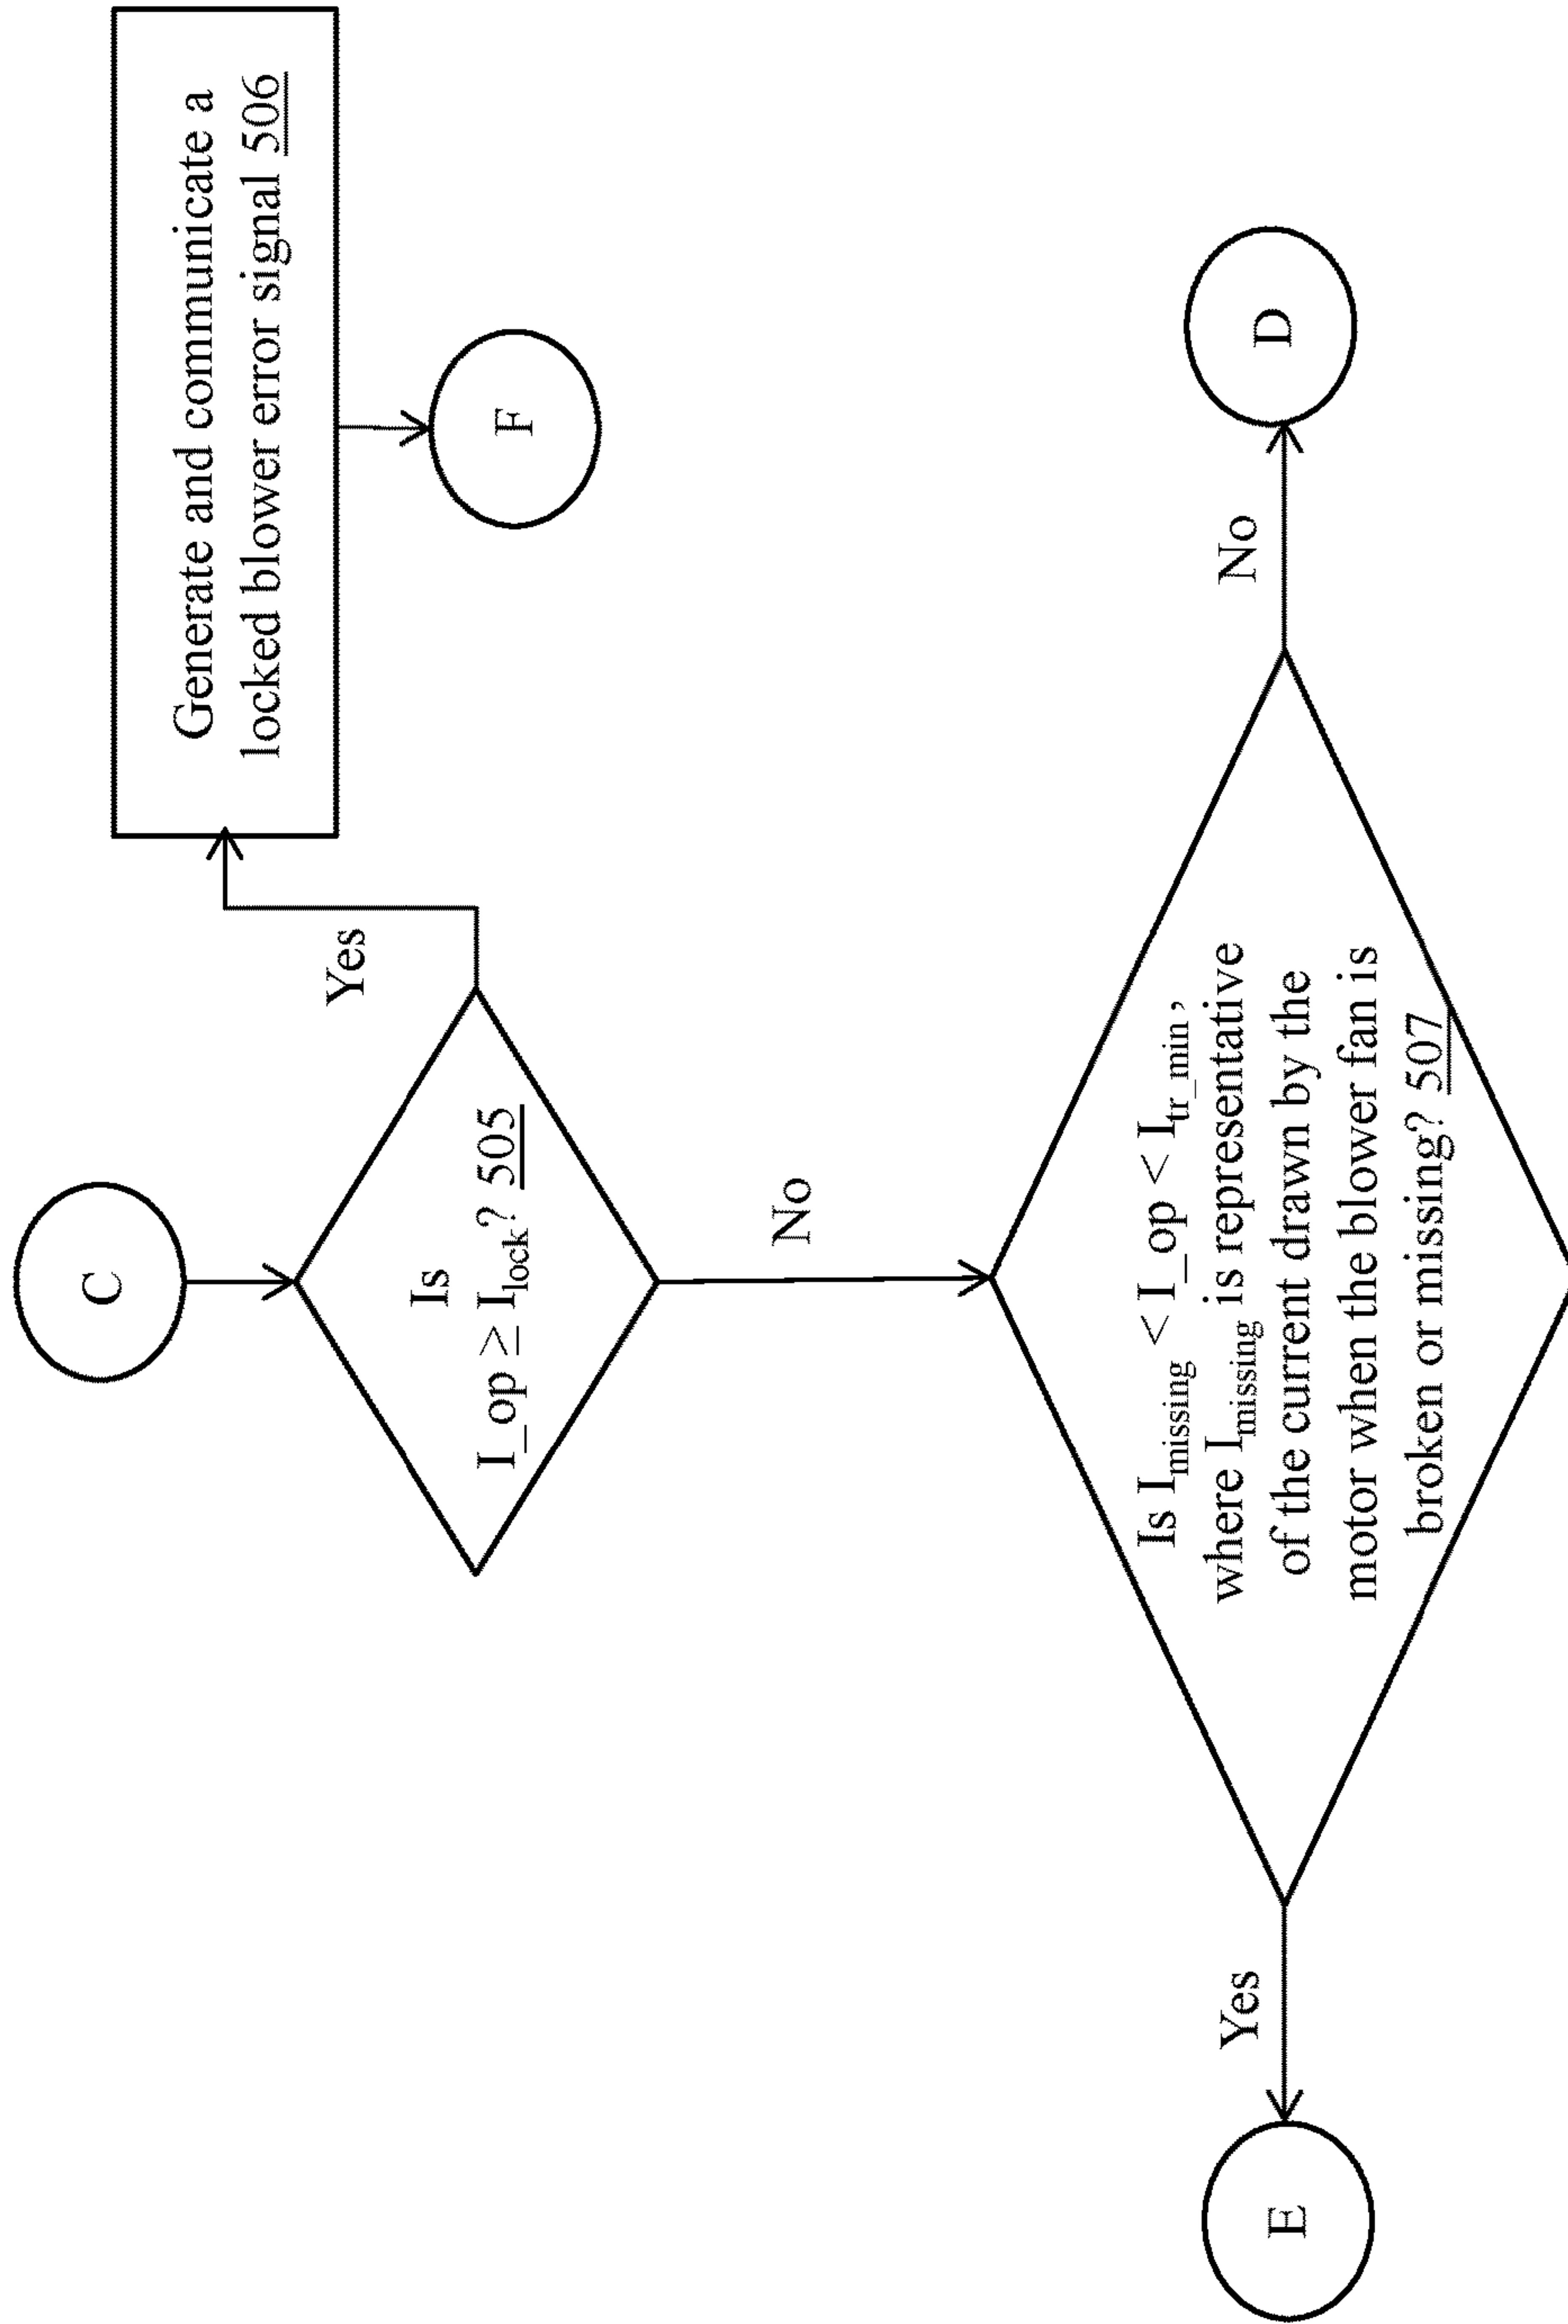 C
Is
I_op ≥ I_lock? 505
Yes
Generate and communicate a
locked blower error signal 506
F
No
Is I_missing < I_op < I_tr_min,
where I_missing is representative
of the current drawn by the
motor when the blower fan is
broken or missing? 507
Yes
E
No
D